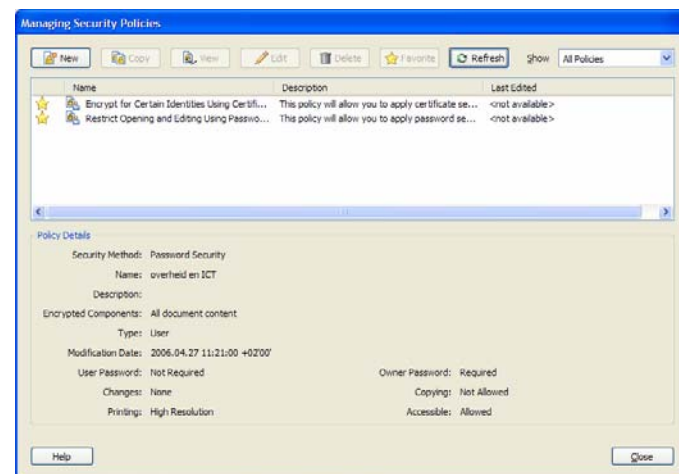 Managing Security Policies
New Copy View Edit Delete Favorite Refresh Show All Policies
Name Description Last Edited
Encrypt for Certain Identities Using Certifi... This policy will allow you to apply certificate se... <not available>
Restrict Opening and Editing Using Passwo... This policy will allow you to apply password se... <not available>
Policy Details
Security Method: Password Security
Name: overheid en ICT
Description:
Encrypted Components: All document content
Type: User
Modification Date: 2006.04.27 11:21:00 +02'00'
User Password: Not Required Owner Password: Required
Changes: None Copying: Not Allowed
Printing: High Resolution Accessible: Allowed
Help Close